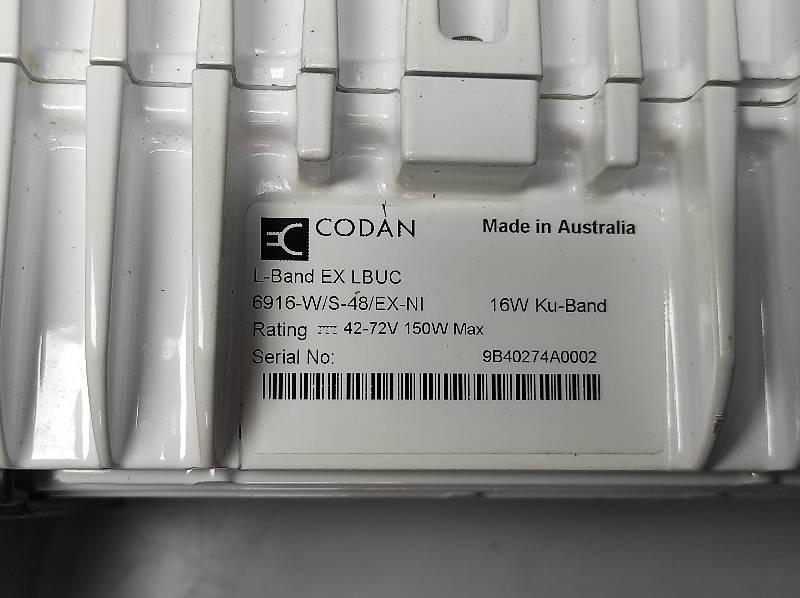 CODAN
Made in Australia
L-Band EX LBUC
6916-W/S-48/EX-NI 16W Ku-Band
Rating ⎓ 42-72V 150W Max
Serial No: 9B40274A0002